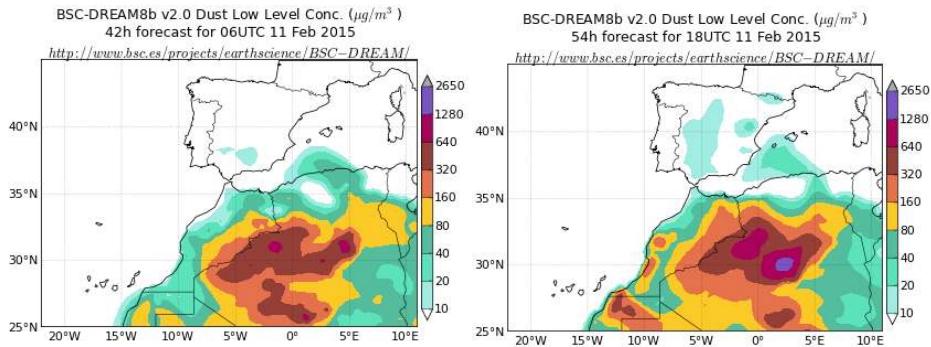 BSC-DREAM8b v2.0 Dust Low Level Conc. (μg/m³ )
42h forecast for 06UTC 11 Feb 2015
http://www.bsc.es/projects/earthscience/BSC−DREAM/
40°N
35°N
30°N
25°N
20°W
15°W
10°W
5°W
0°
5°E
10°E
2650
1280
640
320
160
80
40
20
10
BSC-DREAM8b v2.0 Dust Low Level Conc. (μg/m³ )
54h forecast for 18UTC 11 Feb 2015
http://www.bsc.es/projects/earthscience/BSC−DREAM/
40°N
35°N
30°N
25°N
20°W
15°W
10°W
5°W
0°
5°E
10°E
2650
1280
640
320
160
80
40
20
10